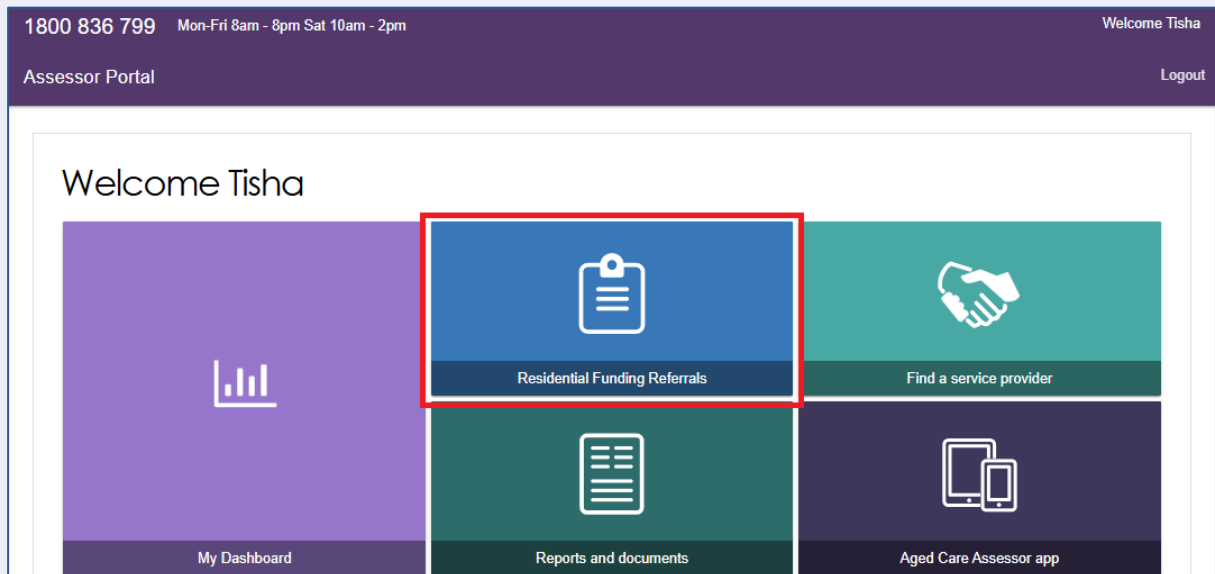 1800 836 799 Mon-Fri 8am - 8pm Sat 10am - 2pm Welcome Tisha
Assessor Portal Logout
Welcome Tisha
Residential Funding Referrals Find a service provider
My Dashboard Reports and documents Aged Care Assessor app